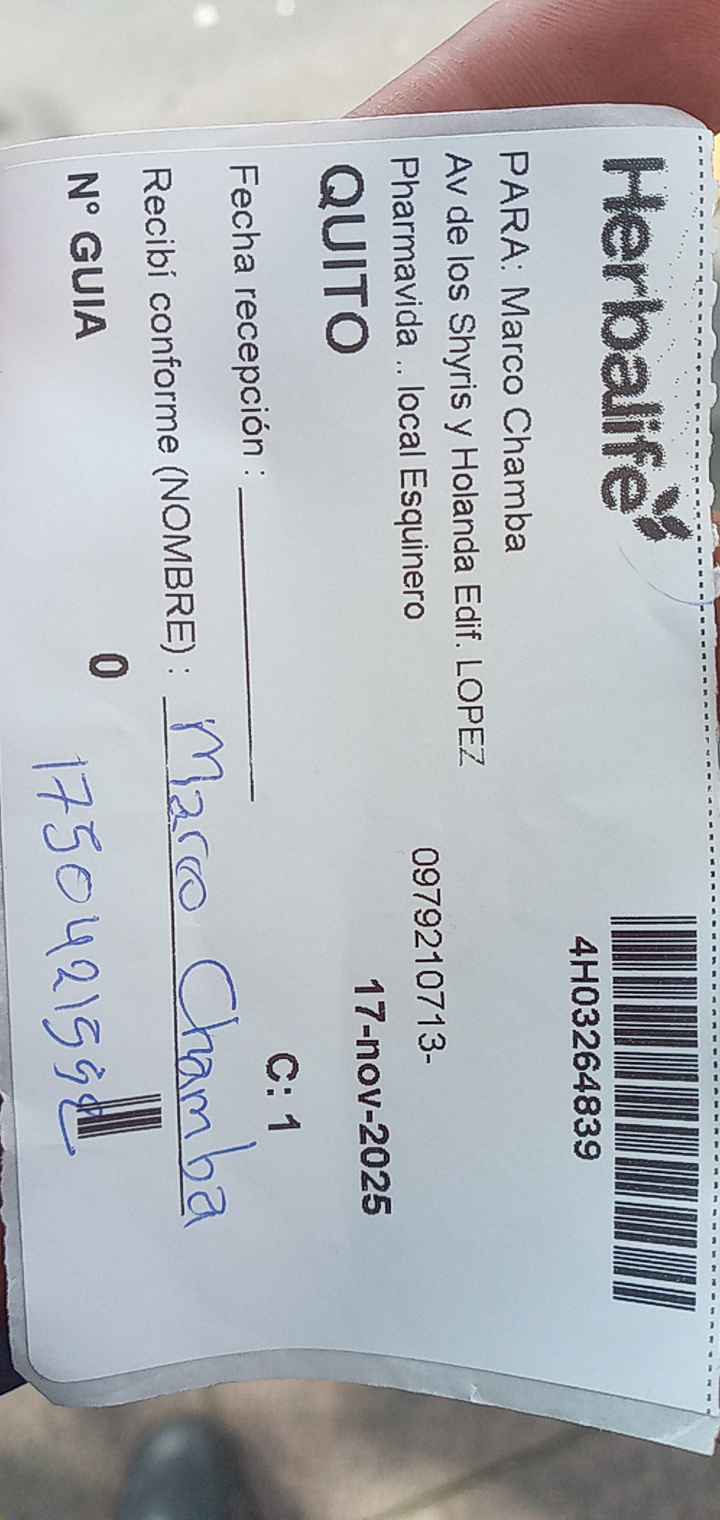 Herbalife
4H03264839
PARA: Marco Chamba
Av de los Shyris y Holanda Edif. LOPEZ
Pharmavida .. local Esquinero
0979210713-
QUITO
17-nov-2025
Fecha recepción :
C: 1
Recibí conforme (NOMBRE) : Marco Chamba
N° GUIA
0